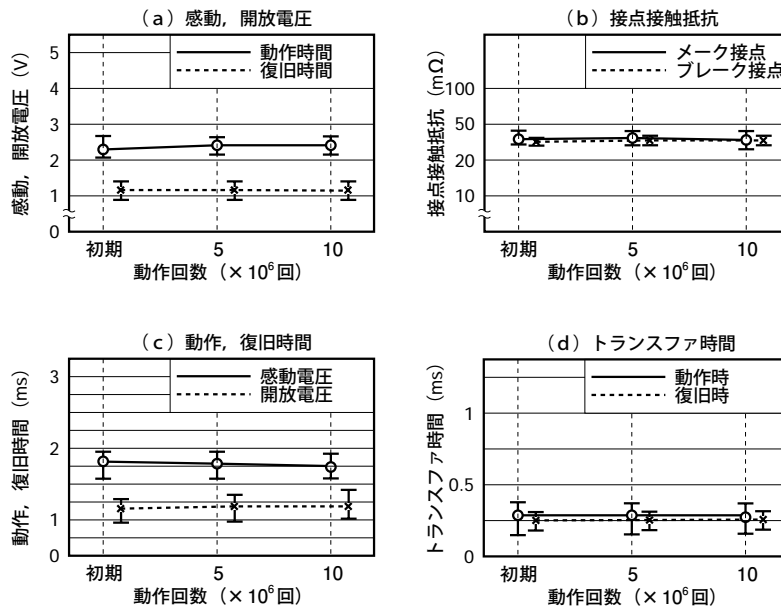 (a) 感動, 開放電圧
感動, 開放電圧 (V)
5
4
3
2
1
0
動作時間
復旧時間
初期 5 10
動作回数 (×10⁶回)
(b) 接点接触抵抗
接点接触抵抗 (mΩ)
100
50
20
10
0
メーク接点
ブレーク接点
初期 5 10
動作回数 (×10⁶回)
(c) 動作, 復旧時間
動作, 復旧時間 (ms)
3
2
1
0
感動電圧
開放電圧
初期 5 10
動作回数 (×10⁶回)
(d) トランスファ時間
トランスファ時間 (ms)
1
0.5
0
動作時
復旧時
初期 5 10
動作回数 (×10⁶回)